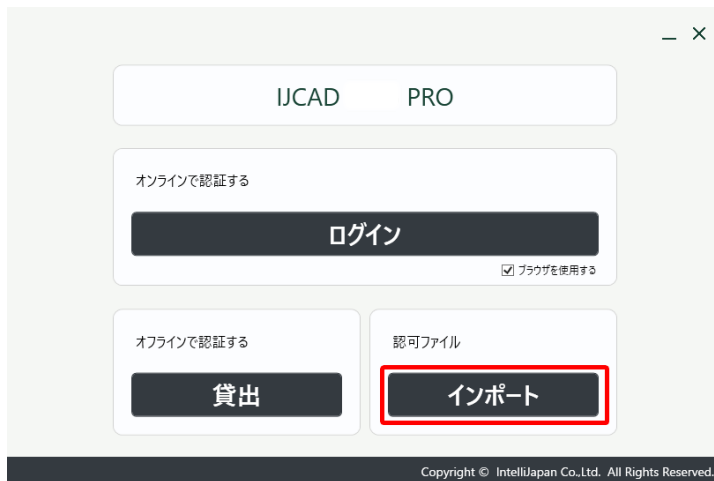 IJCAD PRO
オンラインで認証する
ログイン
ブラウザを使用する
オフラインで認証する
認可ファイル
貸出
インポート
Copyright © IntelliJapan Co.,Ltd. All Rights Reserved.